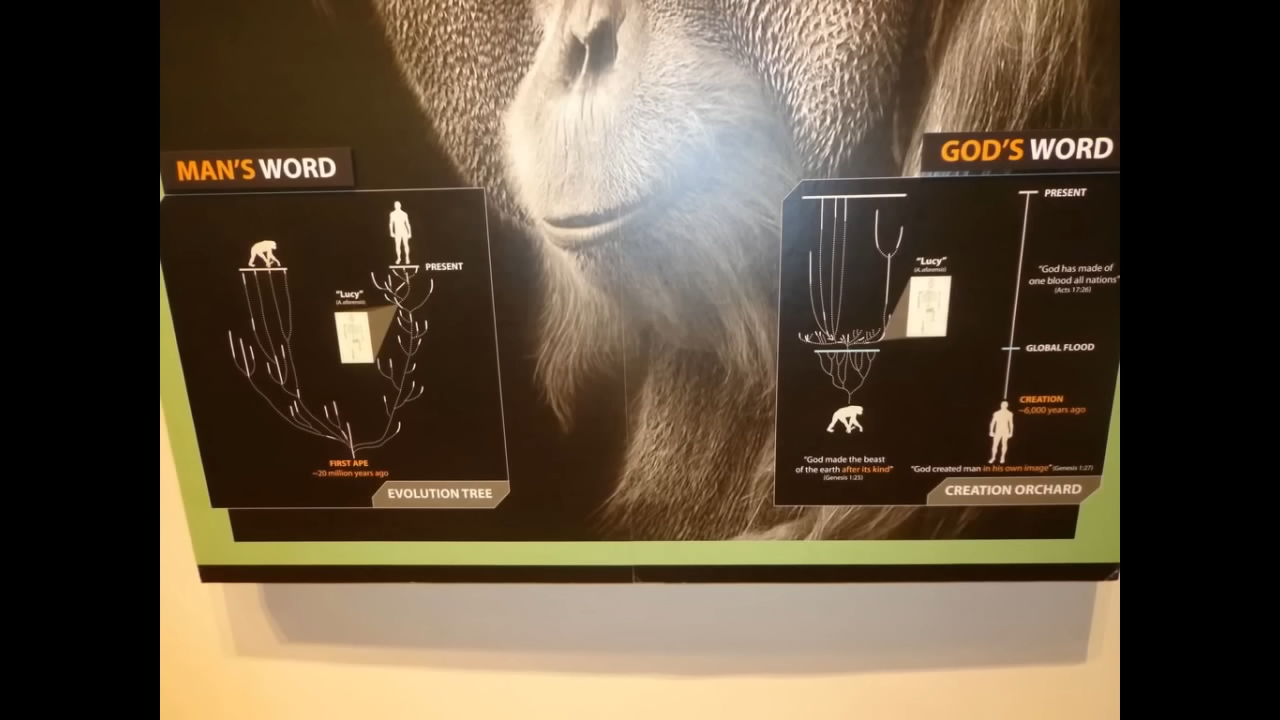 MAN'S WORD
PRESENT
"Lucy"
(A.afarensis)
FIRST APE
~20 million years ago
EVOLUTION TREE
GOD'S WORD
PRESENT
"God has made of
one blood all nations"
(Acts 17:26)
"Lucy"
(A.afarensis)
GLOBAL FLOOD
CREATION
~6,000 years ago
"God made the beast
of the earth after its kind"
(Genesis 1:25)
"God created man in his own image" (Genesis 1:27)
CREATION ORCHARD